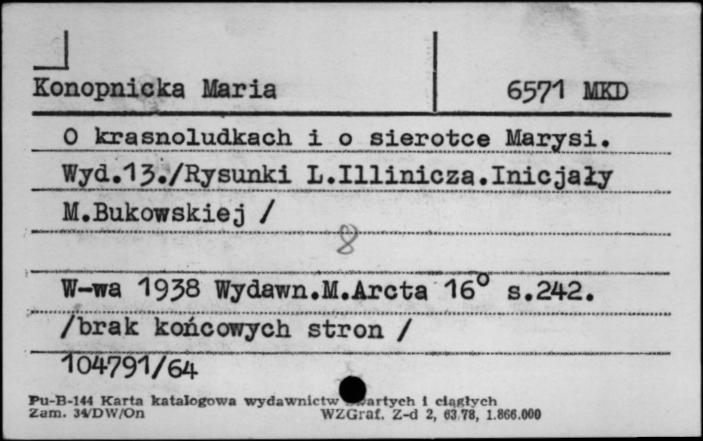 Konopnicka Maria 6571 MKD
O krasnoludkach i o sierotce Marysi.
Wyd.13./Rysunki L.Illinicza.Inicjały
M.Bukowskiej /
8
W-wa 1938 Wydawn.M.Arcta 16° s.242.
/brak końcowych stron /
104791/64
Pu-B-144 Karta katalogowa wydawnictw i ciągłych
Zam. 34/DW/On WZGraf. Z-d 2, 63/78, 1.866.000